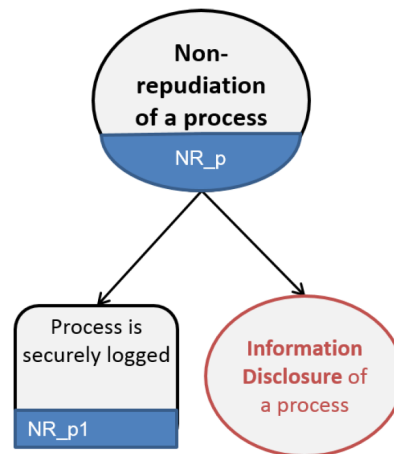 Non-
repudiation
of a process
NR_p
Process is
securely logged
NR_p1
Information
Disclosure of
a process